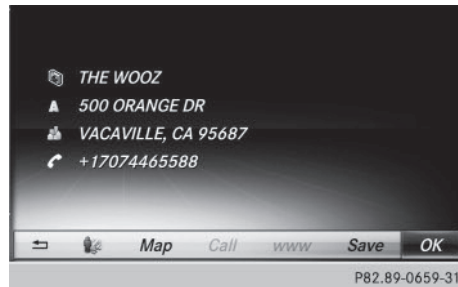 THE WOOZ
500 ORANGE DR
VACAVILLE, CA 95687
+17074465588
Map Call www Save OK
P82.89-0659-31